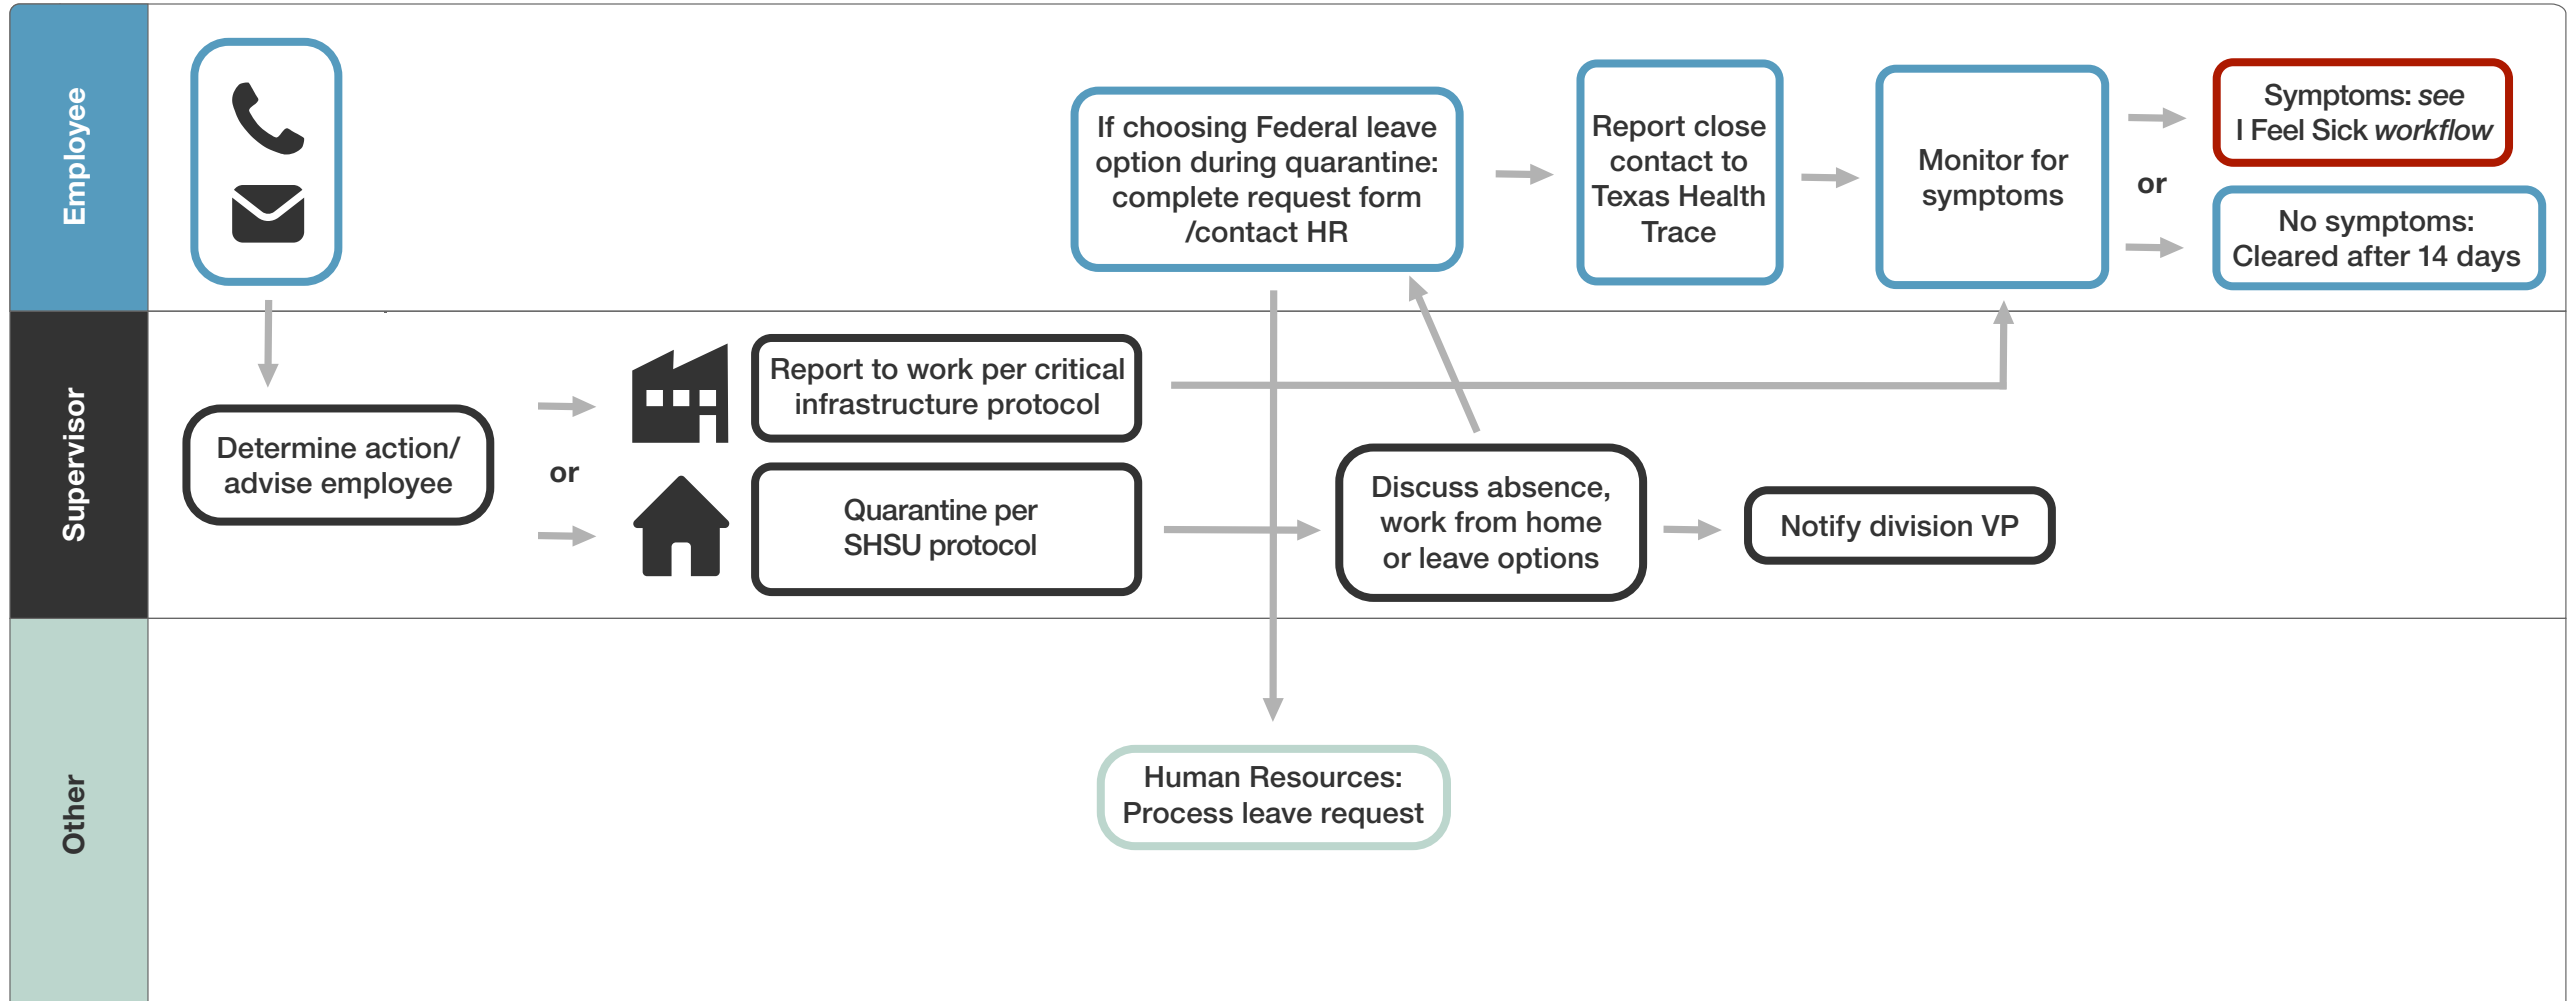 Employee
If choosing Federal leave
option during quarantine:
complete request form
/contact HR
Report close
contact to
Texas Health
Trace
Monitor for
symptoms
or
Symptoms: see
I Feel Sick workflow
No symptoms:
Cleared after 14 days
Supervisor
Determine action/
advise employee
or
Report to work per critical
infrastructure protocol
Quarantine per
SHSU protocol
Discuss absence,
work from home
or leave options
Notify division VP
Other
Human Resources:
Process leave request